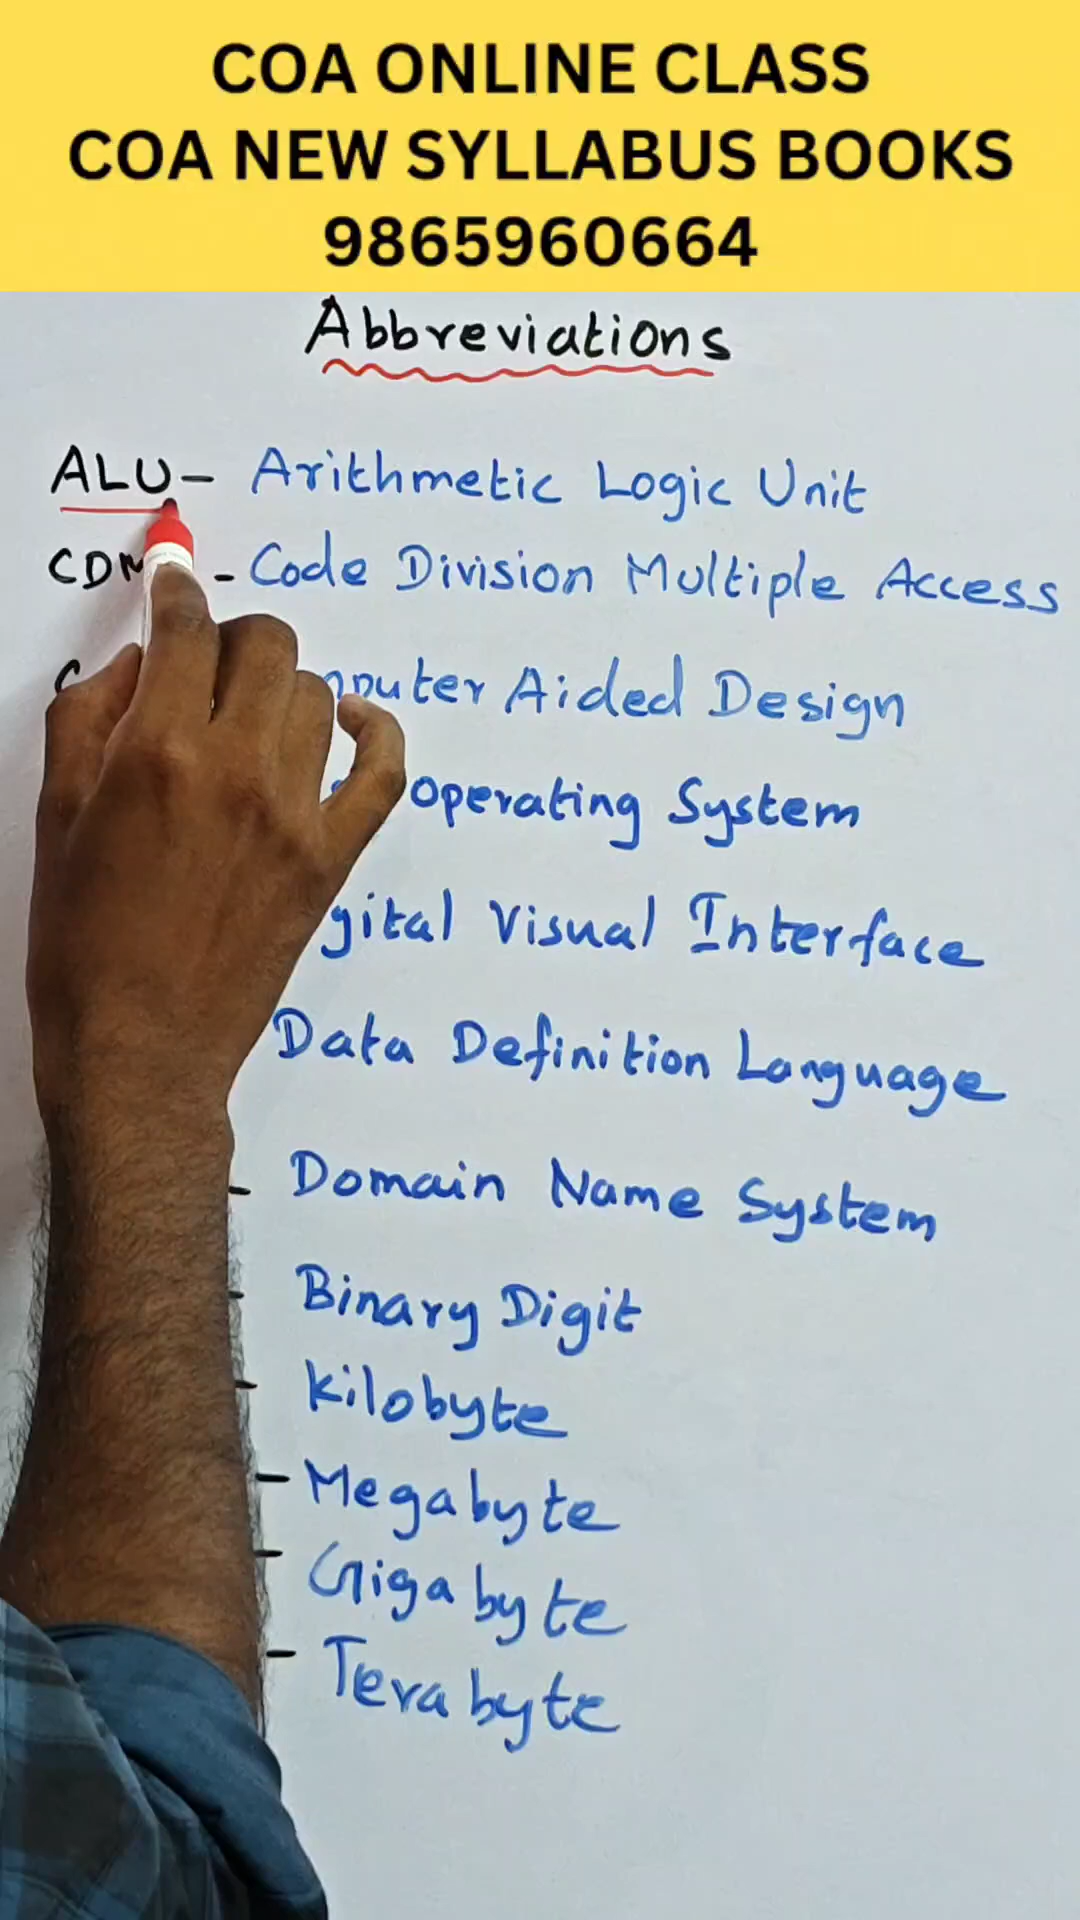 COA ONLINE CLASS
COA NEW SYLLABUS BOOKS
9865960664
Abbreviations
ALU - Arithmetic Logic Unit
- Code Division Multiple Access
Aided Design
Operating System
Visual Interface
Data Definition Language
- Domain Name System
- Binary Digit
- Kilobyte
- Megabyte
- Gigabyte
- Terabyte